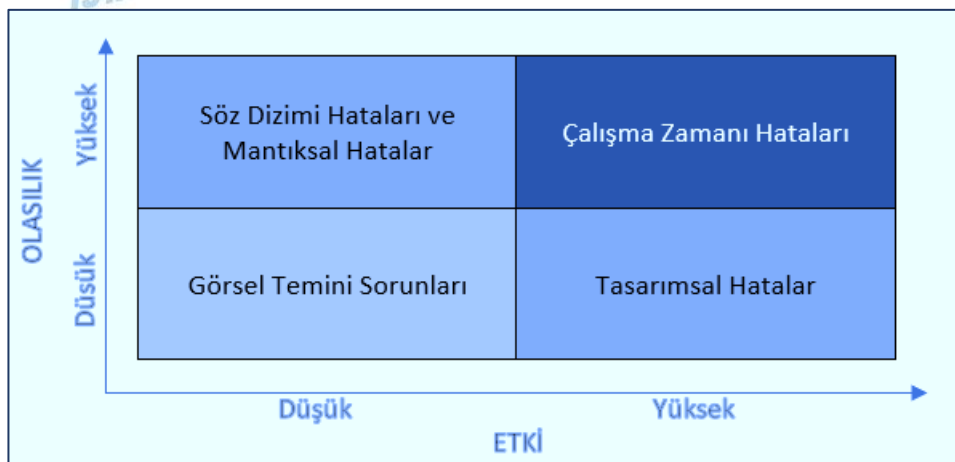 Yüksek
Söz Dizimi Hataları ve
Mantıksal Hatalar
Çalışma Zamanı Hataları
OLASILIK
Düsük
Görsel Temini Sorunları
Tasarımsal Hatalar
Düşük
Yüksek
ETKİ